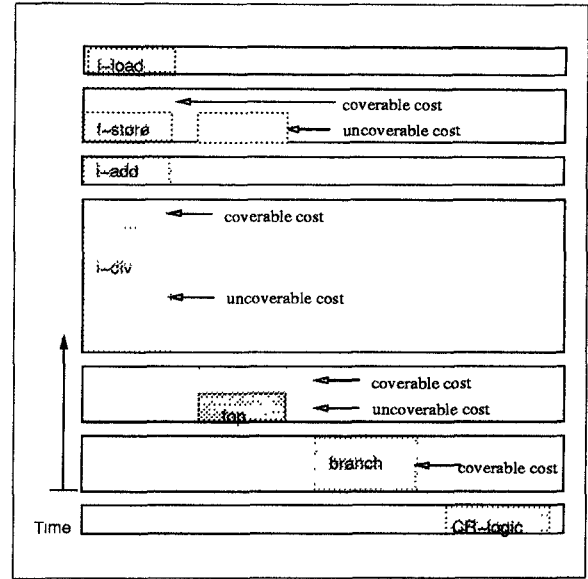 i-load
coverable cost
f-store
uncoverable cost
i-add
coverable cost
i-div
uncoverable cost
coverable cost
uncoverable cost
fop
branch
coverable cost
Time
CR-logic